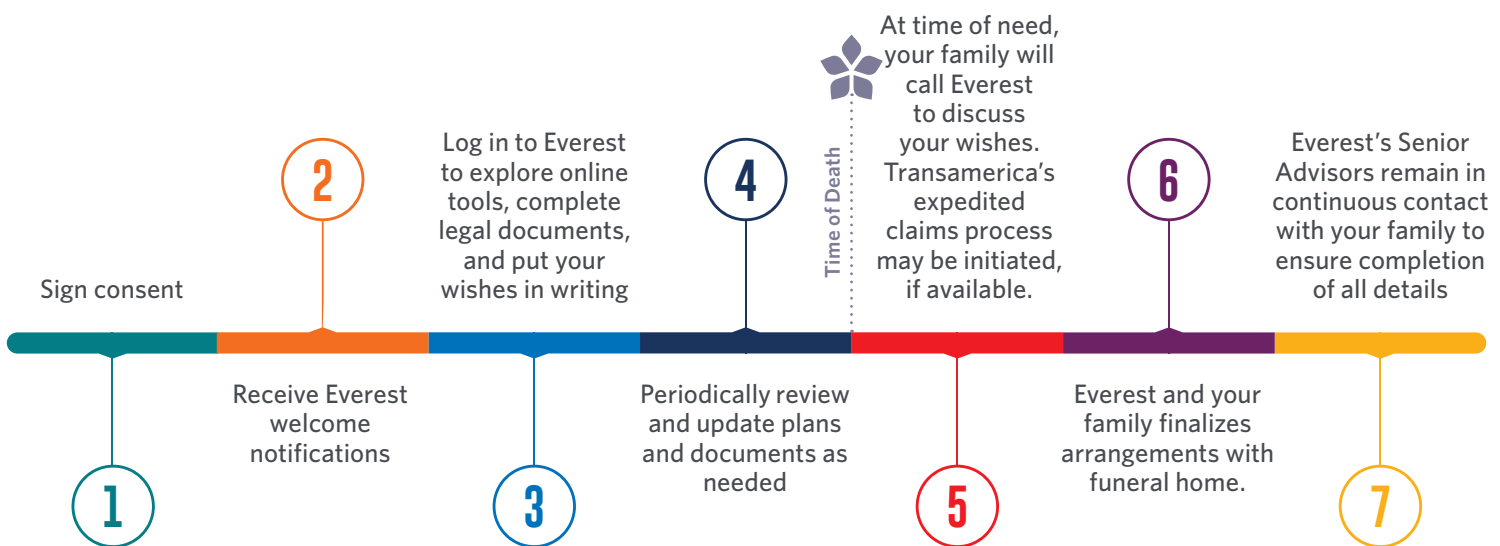 1
Sign consent
2
Receive Everest
welcome
notifications
3
Log in to Everest
to explore online
tools, complete
legal documents,
and put your
wishes in writing
4
Periodically review
and update plans
and documents as
needed
Time of Death
5
At time of need,
your family will
call Everest
to discuss
your wishes.
Transamerica’s
expedited
claims process
may be initiated,
if available.
6
Everest and your
family finalizes
arrangements with
funeral home.
7
Everest’s Senior
Advisors remain in
continuous contact
with your family to
ensure completion
of all details